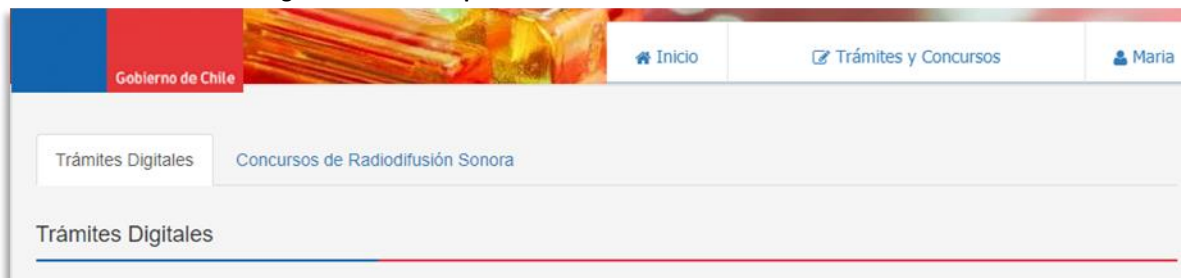 Gobierno de Chile
Inicio
Trámites y Concursos
Maria
Trámites Digitales
Concursos de Radiodifusión Sonora
Trámites Digitales